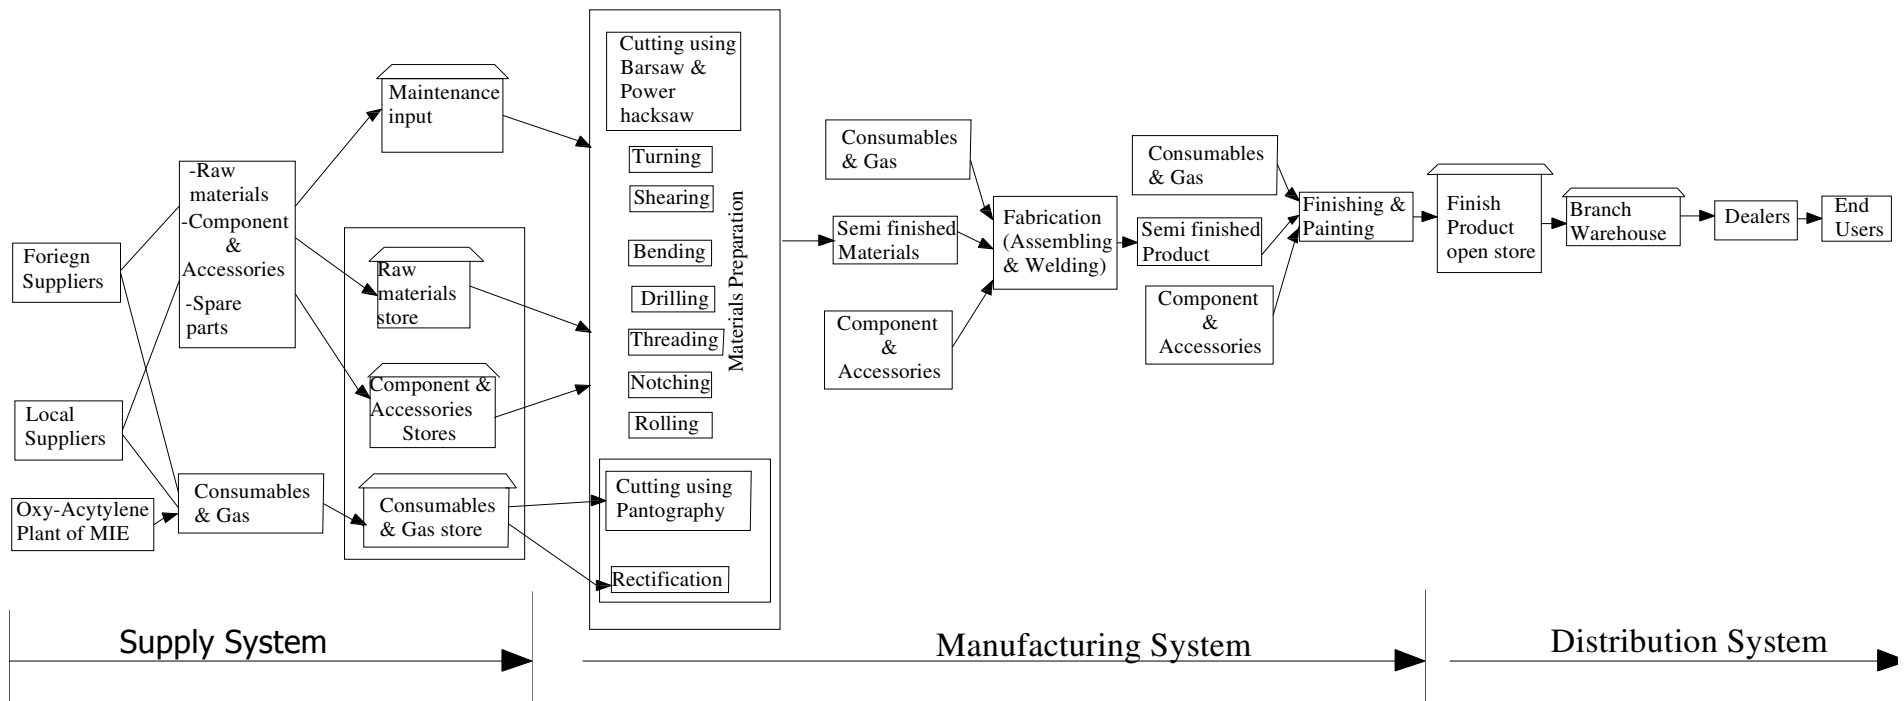 Foriegn
Suppliers
Local
Suppliers
Oxy-Acytylene
Plant of MIE
-Raw
materials
-Component
&
Accessories
-Spare
parts
Consumables
& Gas
Maintenance
input
Raw
materials
store
Component &
Accessories
Stores
Consumables
& Gas store
Cutting using
Barsaw &
Power
hacksaw
Turning
Shearing
Bending
Drilling
Threading
Notching
Rolling
Materials Preparation
Cutting using
Pantography
Rectification
Consumables
& Gas
Semi finished
Materials
Component
&
Accessories
Fabrication
(Assembling
& Welding)
Consumables
& Gas
Semi finished
Product
Component
&
Accessories
Finishing &
Painting
Finish
Product
open store
Branch
Warehouse
Dealers
End
Users
Supply System
Manufacturing System
Distribution System